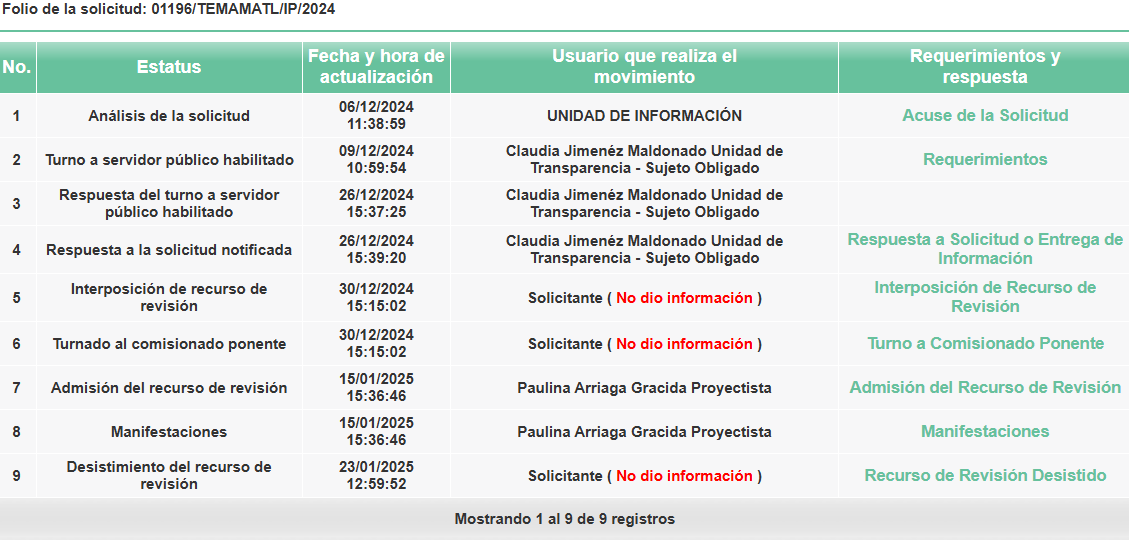 Folio de la solicitud: 01196/TEMAMATL/IP/2024
No. Estatus Fecha y hora de actualización Usuario que realiza el movimiento Requerimientos y respuesta
1 Análisis de la solicitud 06/12/2024 11:38:59 UNIDAD DE INFORMACIÓN Acuse de la Solicitud
2 Turno a servidor público habilitado 09/12/2024 10:59:54 Claudia Jimenéz Maldonado Unidad de Transparencia - Sujeto Obligado Requerimientos
3 Respuesta del turno a servidor público habilitado 26/12/2024 15:37:25 Claudia Jimenéz Maldonado Unidad de Transparencia - Sujeto Obligado
4 Respuesta a la solicitud notificada 26/12/2024 15:39:20 Claudia Jimenéz Maldonado Unidad de Transparencia - Sujeto Obligado Respuesta a Solicitud o Entrega de Información
5 Interposición de recurso de revisión 30/12/2024 15:15:02 Solicitante ( No dio información ) Interposición de Recurso de Revisión
6 Turnado al comisionado ponente 30/12/2024 15:15:02 Solicitante ( No dio información ) Turno a Comisionado Ponente
7 Admisión del recurso de revisión 15/01/2025 15:36:46 Paulina Arriaga Gracida Proyectista Admisión del Recurso de Revisión
8 Manifestaciones 15/01/2025 15:36:46 Paulina Arriaga Gracida Proyectista Manifestaciones
9 Desistimiento del recurso de revisión 23/01/2025 12:59:52 Solicitante ( No dio información ) Recurso de Revisión Desistido
Mostrando 1 al 9 de 9 registros